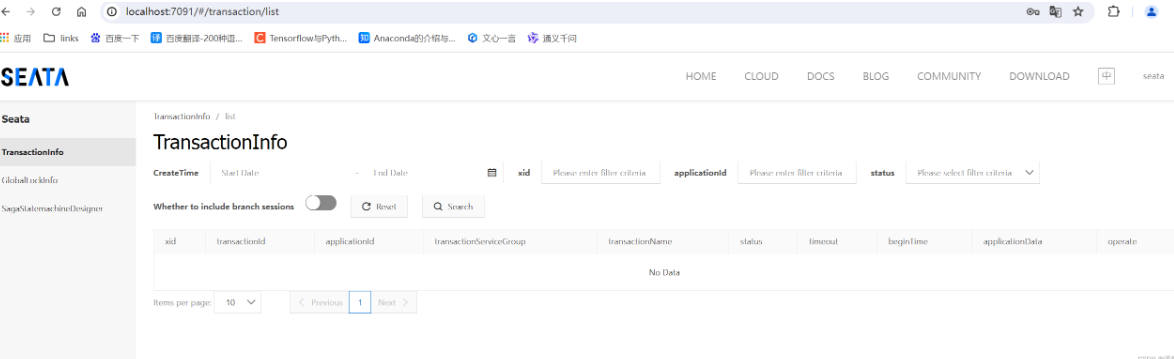 localhost:7091/#/transaction/list
应用 links 百度一下 百度翻译-200种语... Tensorflow与Pyth... Anaconda的介绍与... 文心一言 通义千问
SEATA HOME CLOUD DOCS BLOG COMMUNITY DOWNLOAD 中 seata
Seata
TransactionInfo
GlobalLockInfo
SagaStatemachineDesigner
TransactionInfo / list
TransactionInfo
CreateTime Start Date - End Date xid Please enter filter criteria applicationId Please enter filter criteria status Please select filter criteria
Whether to include branch sessions Reset Search
xid transactionId applicationId transactionServiceGroup transactionName status timeout beginTime applicationData operate
No Data
Items per page: 10 Previous 1 Next